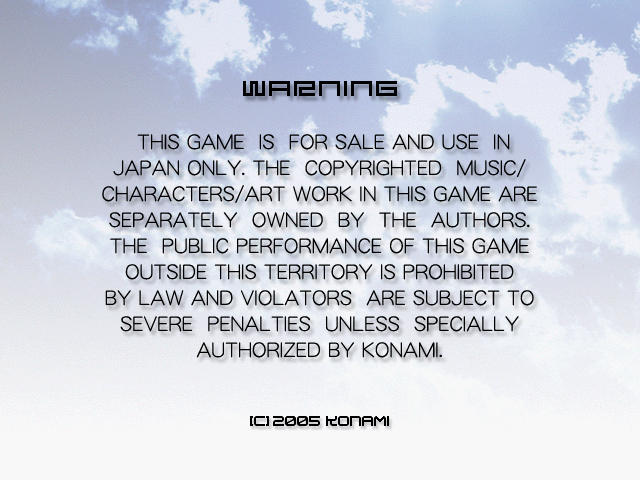 WARNING
THIS GAME IS FOR SALE AND USE IN
JAPAN ONLY. THE COPYRIGHTED MUSIC/
CHARACTERS/ART WORK IN THIS GAME ARE
SEPARATELY OWNED BY THE AUTHORS.
THE PUBLIC PERFORMANCE OF THIS GAME
OUTSIDE THIS TERRITORY IS PROHIBITED
BY LAW AND VIOLATORS ARE SUBJECT TO
SEVERE PENALTIES UNLESS SPECIALLY
AUTHORIZED BY KONAMI.
(C) 2005 KONAMI